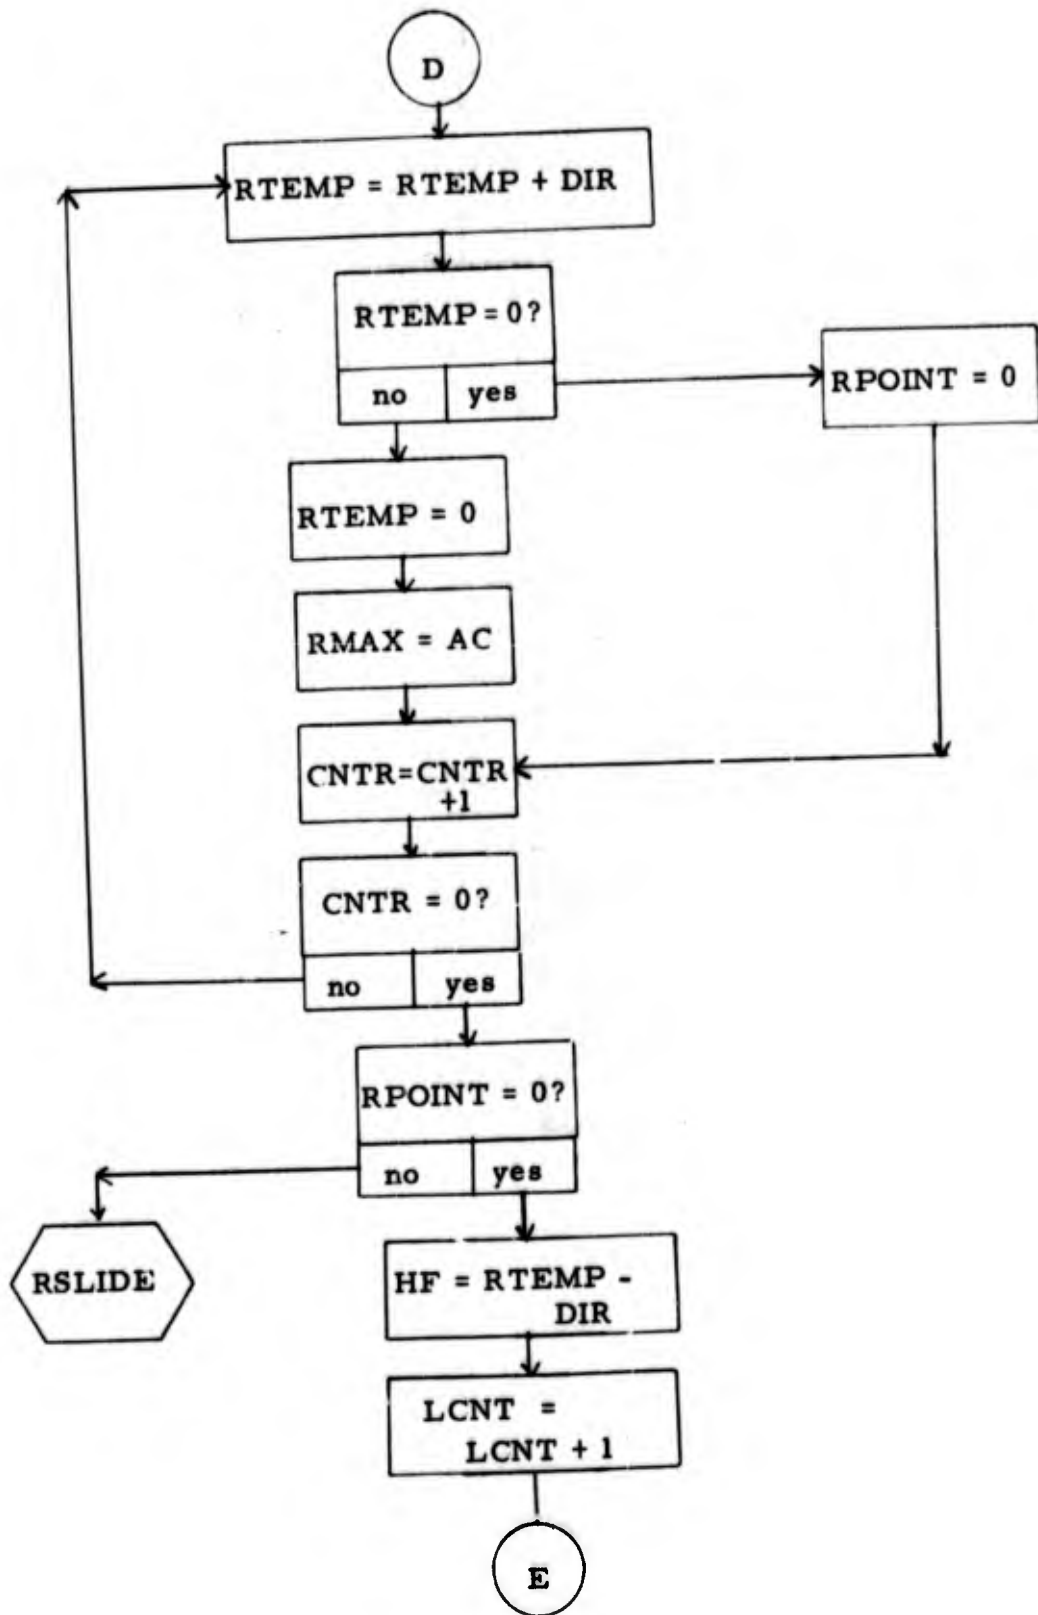 D
RTEMP = RTEMP + DIR
RTEMP = 0?
no yes
RPOINT = 0
RTEMP = 0
RMAX = AC
CNTR=CNTR
+1
CNTR = 0?
no yes
RPOINT = 0?
no yes
RSLIDE
HF = RTEMP -
DIR
LCNT =
LCNT + 1
E